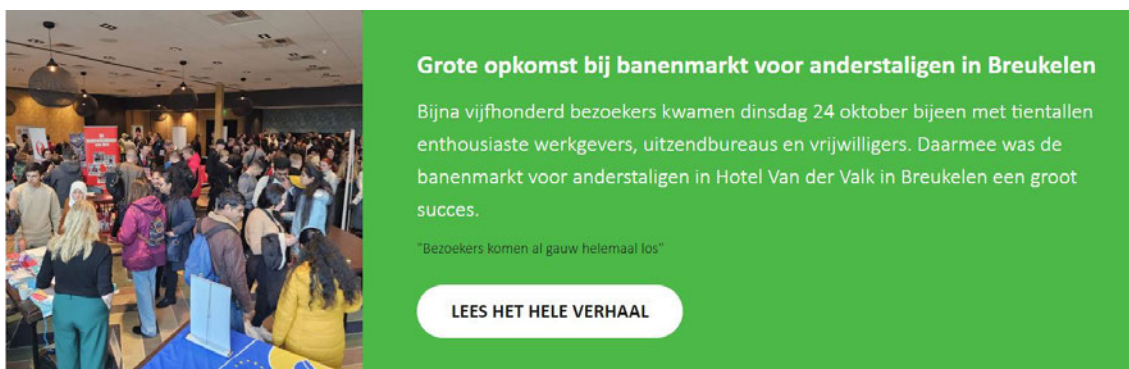 Grote opkomst bij banenmarkt voor anderstaligen in Breukelen
Bijna vijfhonderd bezoekers kwamen dinsdag 24 oktober bijeen met tientallen
enthousiaste werkgevers, uitzendbureaus en vrijwilligers. Daarmee was de
banenmarkt voor anderstaligen in Hotel Van der Valk in Breukelen een groot
succes.
"Bezoekers komen al gauw helemaal los"
LEES HET HELE VERHAAL